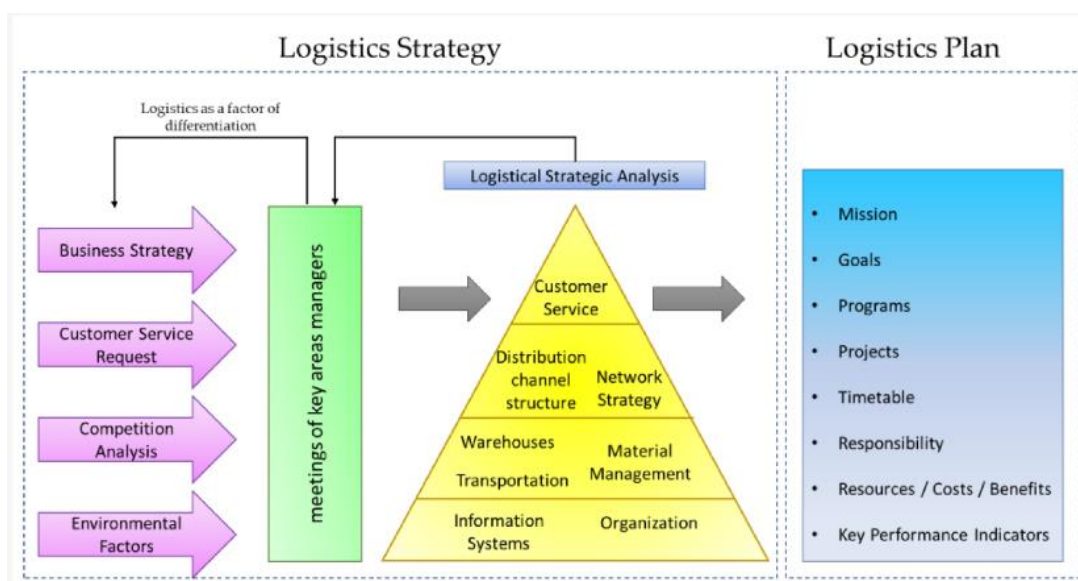 Logistics Strategy
Logistics Plan
Logistics as a factor of
differentiation
Logistical Strategic Analysis
Business Strategy
Customer Service
Request
Competition
Analysis
Environmental
Factors
meetings of key areas managers
Customer
Service
Distribution
channel
structure
Network
Strategy
Warehouses
Transportation
Material
Management
Information
Systems
Organization
• Mission
• Goals
• Programs
• Projects
• Timetable
• Responsibility
• Resources / Costs / Benefits
• Key Performance Indicators